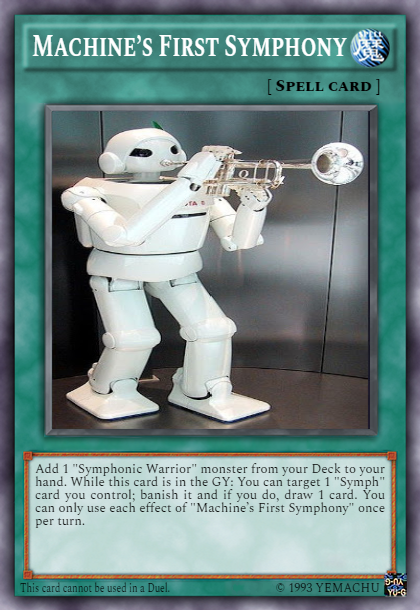 MACHINE'S FIRST SYMPHONY 魔
[ SPELL CARD ]
TA
Add 1 "Symphonic Warrior" monster from your Deck to your
hand. While this card is in the GY: You can target 1 "Symph"
card you control; banish it and if you do, draw 1 card. You
can only use each effect of "Machine's First Symphony" once
per turn.
This card cannot be used in a Duel.
© 1993 YEMACHU